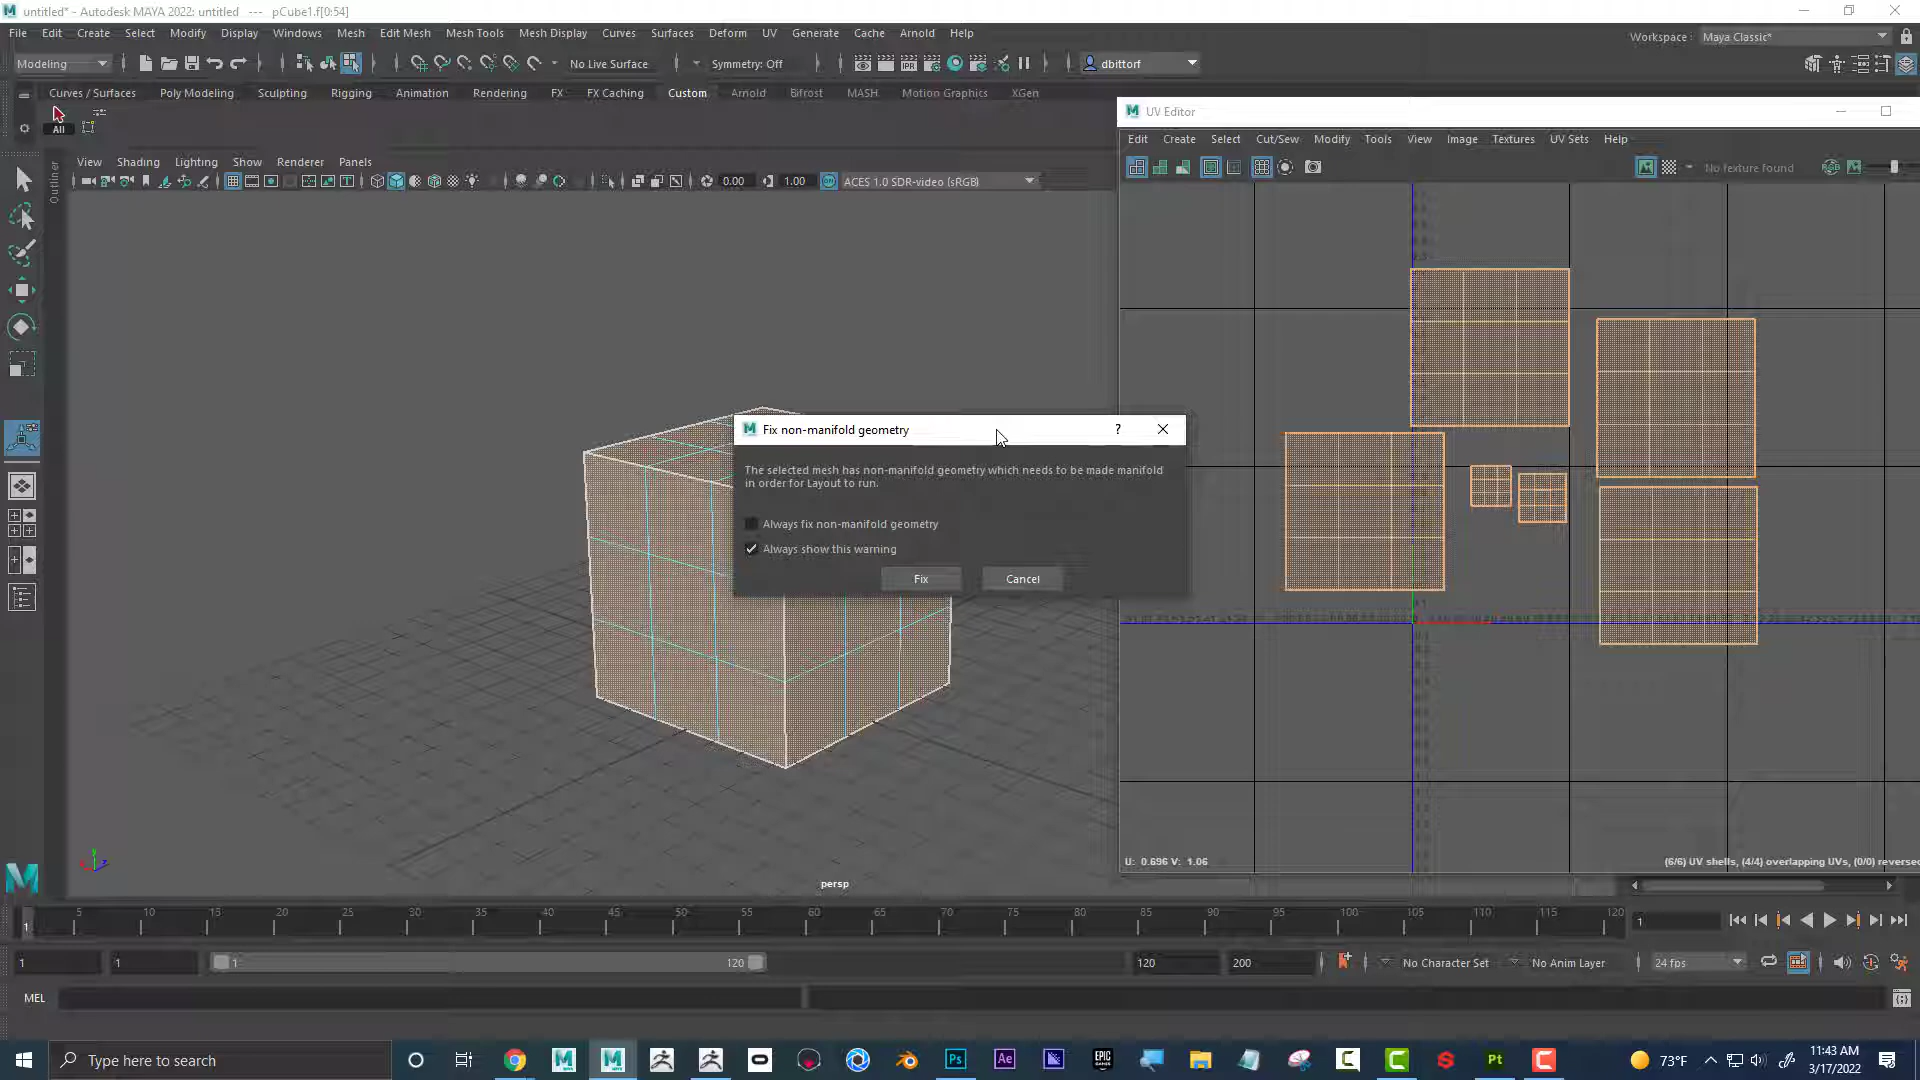 untitled* - Autodesk MAYA 2022: untitled --- pCube1.f[0:54]
File Edit Create Select Modify Display Windows Mesh Edit Mesh Mesh Tools Mesh Display Curves Surfaces Deform UV Generate Cache Arnold Help
Workspace : Maya Classic*
Modeling No Live Surface Symmetry: Off dbittorf
Curves / Surfaces Poly Modeling Sculpting Rigging Animation Rendering FX FX Caching Custom Arnold Bifrost MASH Motion Graphics XGen
All
UV Editor
Edit Create Select Cut/Sew Modify Tools View Image Textures UV Sets Help
No texture found
Outliner
View Shading Lighting Show Renderer Panels
0.00 1.00 ACES 1.0 SDR-video (sRGB)
Fix non-manifold geometry ?
The selected mesh has non-manifold geometry which needs to be made manifold
in order for Layout to run.
Always fix non-manifold geometry
Always show this warning
Fix Cancel
U: 0.696 V: 1.06
(6/6) UV shells, (4/4) overlapping UVs, (0/0) reverse
persp
5 10 15 20 25 30 35 40 45 50 55 60 65 70 75 80 85 90 95 100 105 110 115 120
1 1
1 1 1 120 120 200 No Character Set No Anim Layer 24 fps
MEL
Type here to search
Ps Ae EPIC GAMES Pt
73°F
11:43 AM
3/17/2022